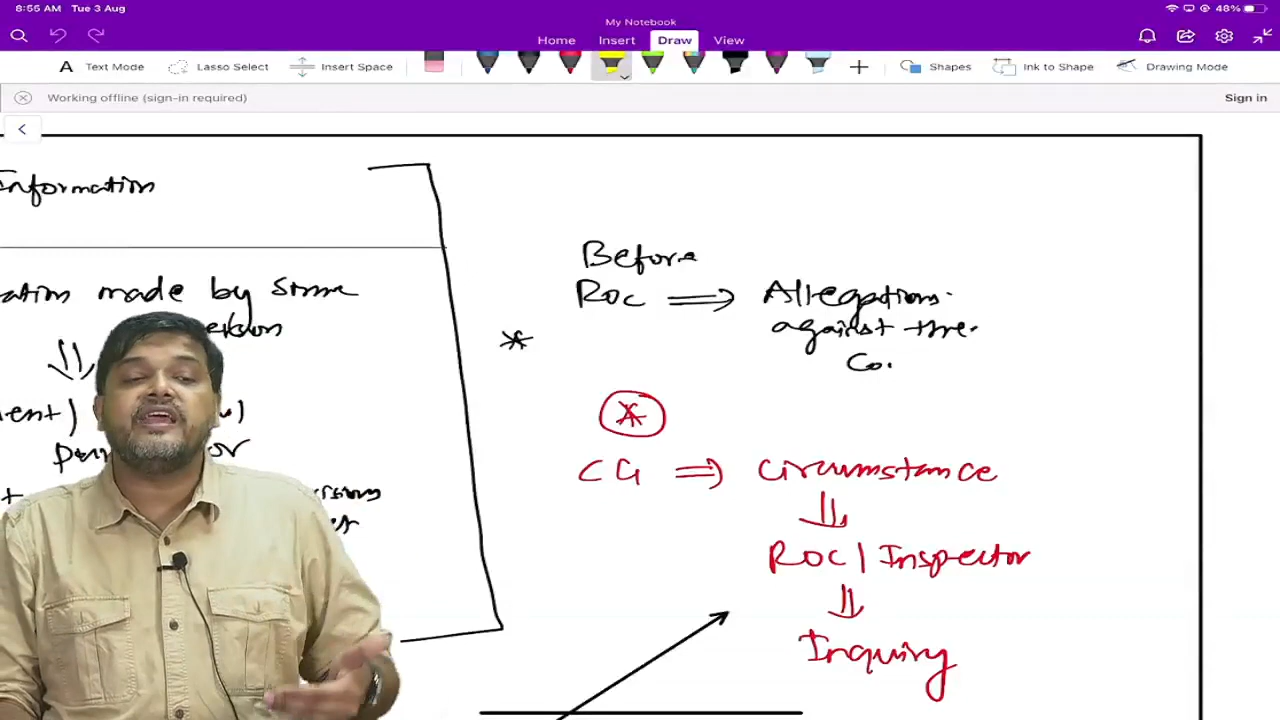 8:55 AM Tue 3 Aug
48%
My Notebook
Home Insert Draw View
A Text Mode Lasso Select Insert Space Shapes Ink to Shape Drawing Mode
Working offline (sign-in required) Sign in
Information
made by some
Before
Roc ⇒ Allegations
against the
Co.
*
*
CG ⇒ Circumstance
ROC | Inspector
Inquiry